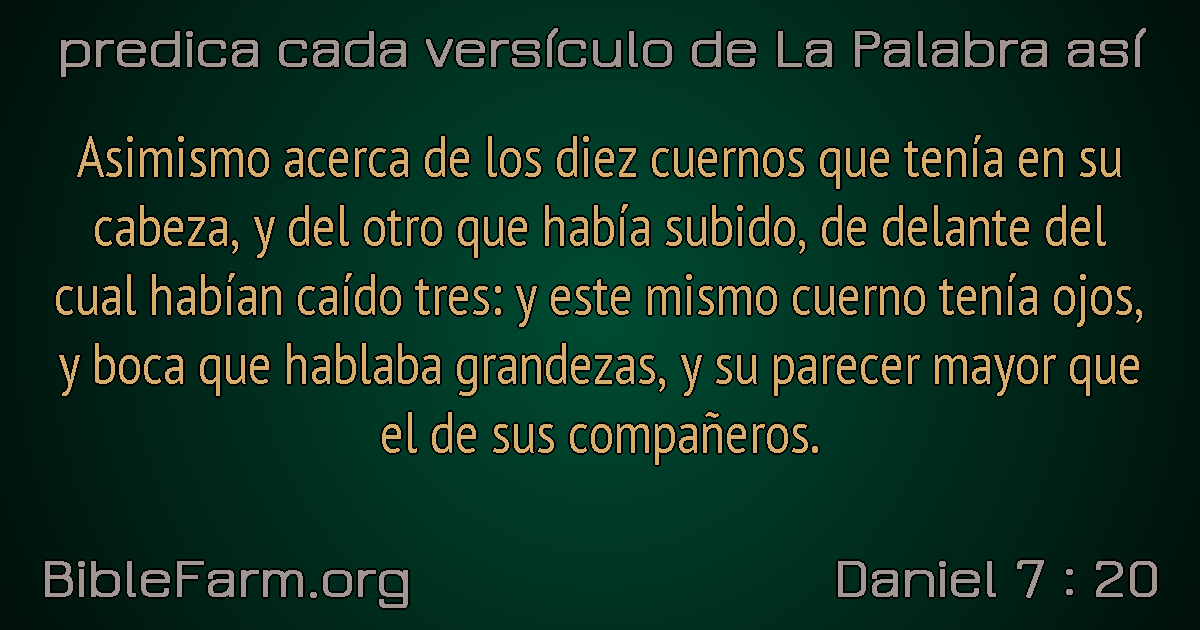 predica cada versículo de La Palabra así
Asimismo acerca de los diez cuernos que tenía en su
cabeza, y del otro que había subido, de delante del
cual habían caído tres: y este mismo cuerno tenía ojos,
y boca que hablaba grandezas, y su parecer mayor que
el de sus compañeros.
BibleFarm.org
Daniel 7 : 20